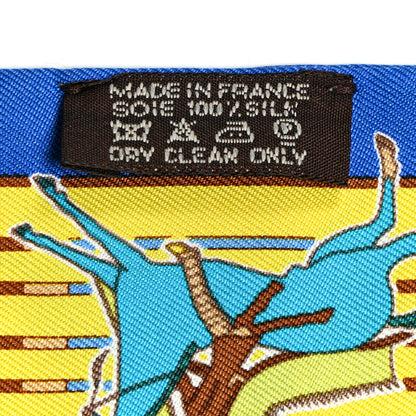 MADE IN FRANCE
SOIE 100% SILK
P
DRY CLEAN ONLY